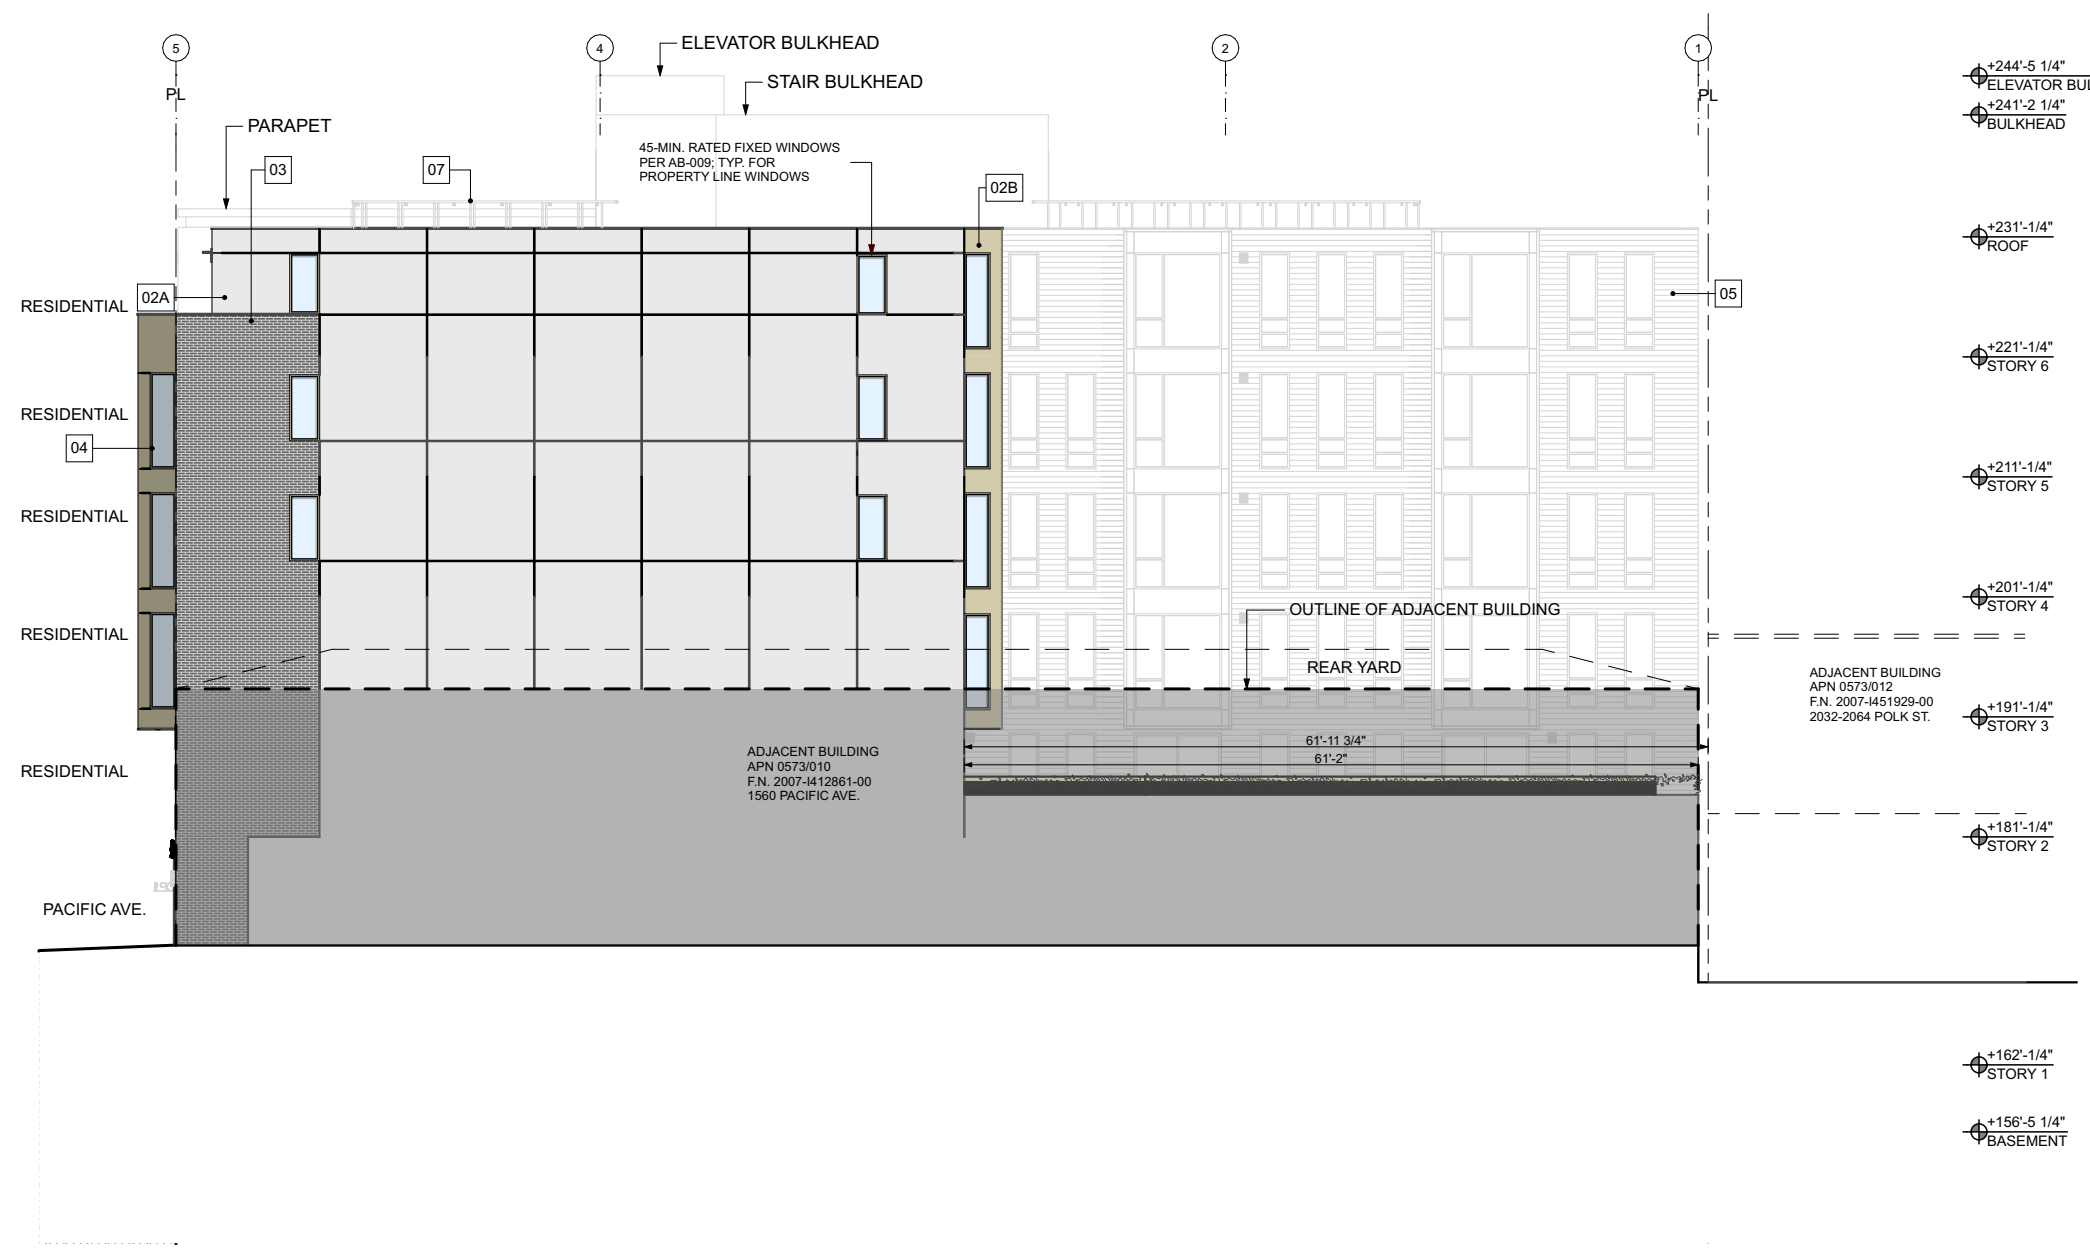 5
4
2
1
ELEVATOR BULKHEAD
STAIR BULKHEAD
PL
PL
+244'-5 1/4"
ELEVATOR BUL
+241'-2 1/4"
BULKHEAD
PARAPET
45-MIN. RATED FIXED WINDOWS
PER AB-009; TYP. FOR
PROPERTY LINE WINDOWS
03
07
02B
+231'-1/4"
ROOF
02A
05
RESIDENTIAL
+221'-1/4"
STORY 6
RESIDENTIAL
04
+211'-1/4"
STORY 5
RESIDENTIAL
+201'-1/4"
STORY 4
OUTLINE OF ADJACENT BUILDING
RESIDENTIAL
REAR YARD
ADJACENT BUILDING
APN 0573/012
F.N. 2007-I451929-00
2032-2064 POLK ST.
+191'-1/4"
STORY 3
61'-11 3/4"
61'-2"
ADJACENT BUILDING
APN 0573/010
F.N. 2007-I412861-00
1560 PACIFIC AVE.
RESIDENTIAL
+181'-1/4"
STORY 2
PACIFIC AVE.
+162'-1/4"
STORY 1
+156'-5 1/4"
BASEMENT